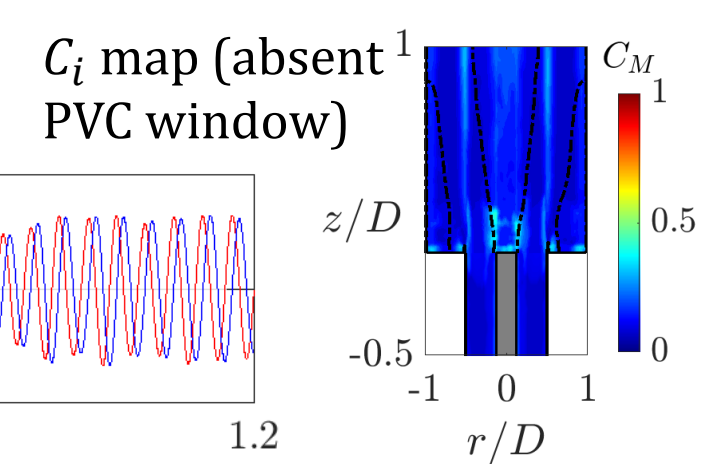 C_i map (absent
PVC window)
1.2
1
z/D
-0.5
-1 0 1
r/D
C_M
1
0.5
0